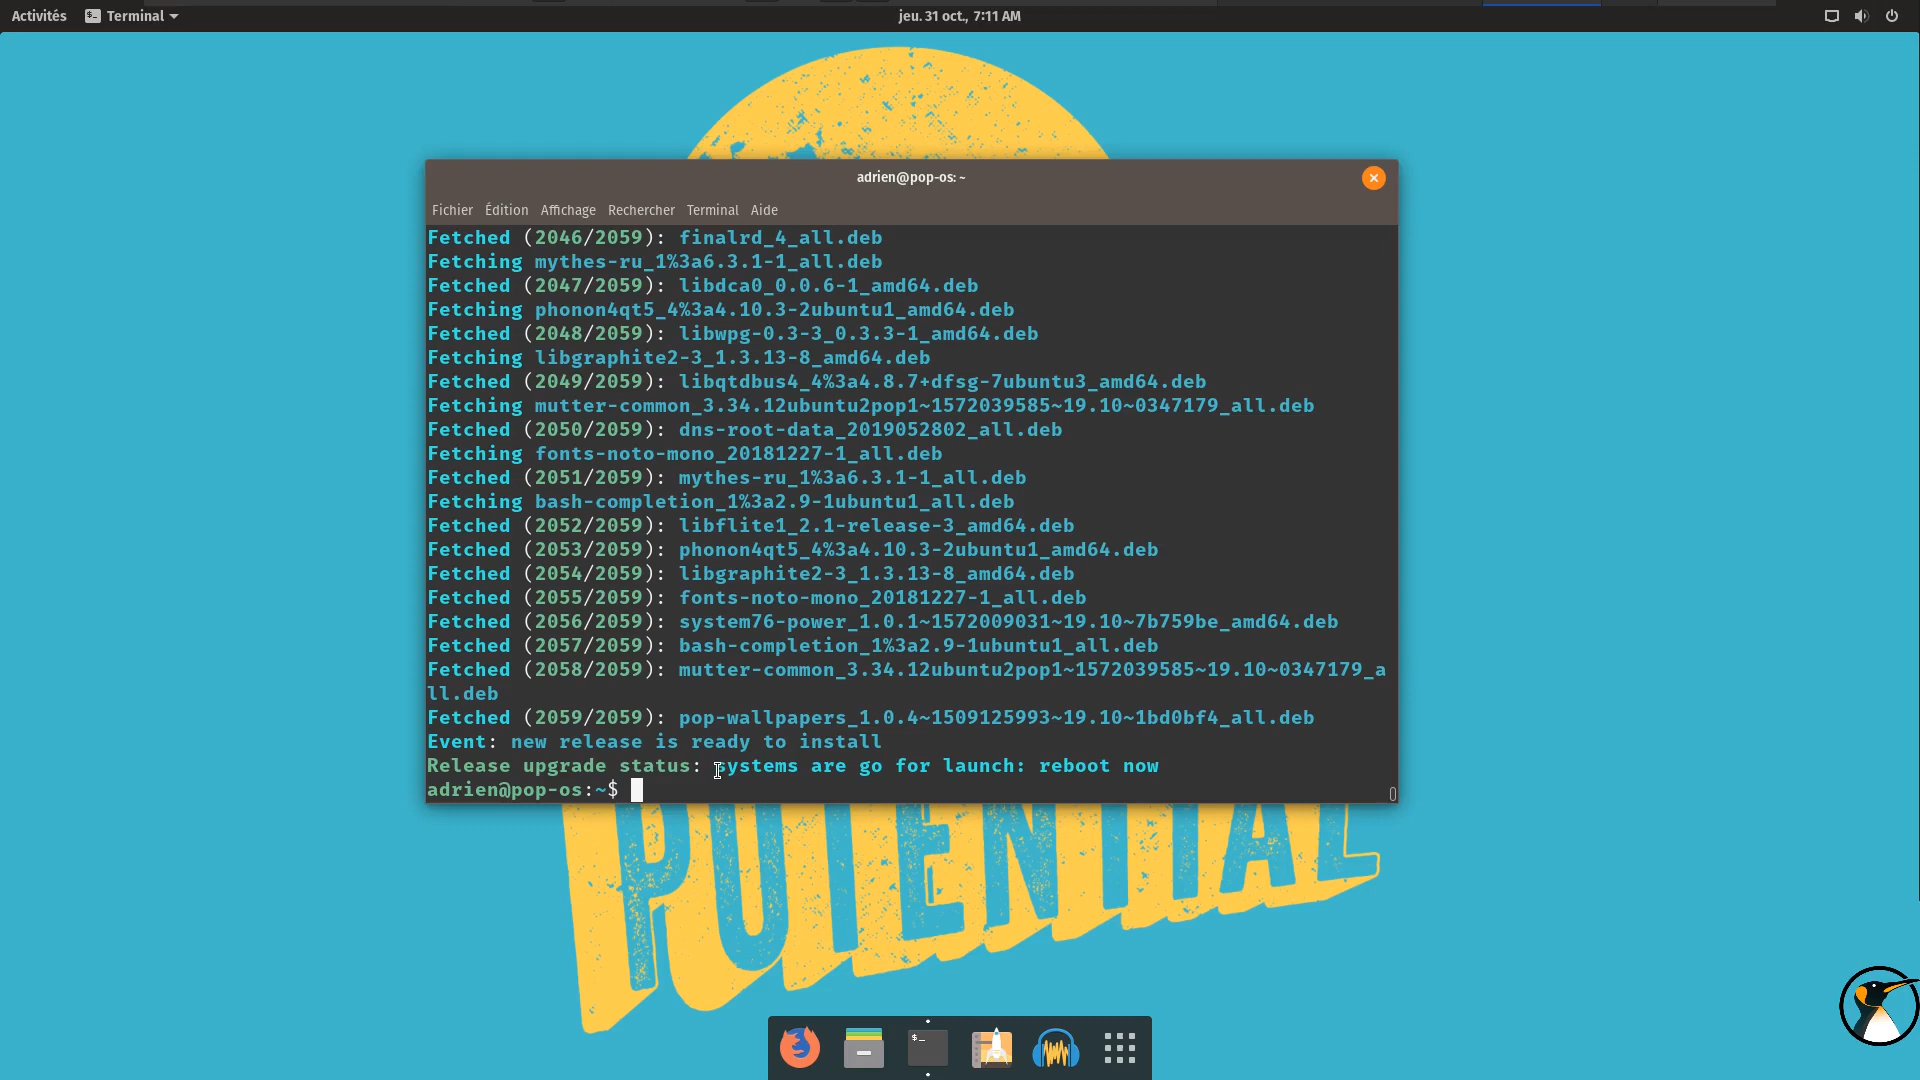 Activités
Terminal
jeu. 31 oct., 7:11 AM
adrien@pop-os: ~
Fichier Édition Affichage Rechercher Terminal Aide
Fetched (2046/2059): finalrd_4_all.deb
Fetching mythes-ru_1%3a6.3.1-1_all.deb
Fetched (2047/2059): libdca0_0.0.6-1_amd64.deb
Fetching phonon4qt5_4%3a4.10.3-2ubuntu1_amd64.deb
Fetched (2048/2059): libwpg-0.3-3_0.3.3-1_amd64.deb
Fetching libgraphite2-3_1.3.13-8_amd64.deb
Fetched (2049/2059): libqtdbus4_4%3a4.8.7+dfsg-7ubuntu3_amd64.deb
Fetching mutter-common_3.34.12ubuntu2pop1~1572039585~19.10~0347179_all.deb
Fetched (2050/2059): dns-root-data_2019052802_all.deb
Fetching fonts-noto-mono_20181227-1_all.deb
Fetched (2051/2059): mythes-ru_1%3a6.3.1-1_all.deb
Fetching bash-completion_1%3a2.9-1ubuntu1_all.deb
Fetched (2052/2059): libflite1_2.1-release-3_amd64.deb
Fetched (2053/2059): phonon4qt5_4%3a4.10.3-2ubuntu1_amd64.deb
Fetched (2054/2059): libgraphite2-3_1.3.13-8_amd64.deb
Fetched (2055/2059): fonts-noto-mono_20181227-1_all.deb
Fetched (2056/2059): system76-power_1.0.1~1572009031~19.10~7b759be_amd64.deb
Fetched (2057/2059): bash-completion_1%3a2.9-1ubuntu1_all.deb
Fetched (2058/2059): mutter-common_3.34.12ubuntu2pop1~1572039585~19.10~0347179_a
ll.deb
Fetched (2059/2059): pop-wallpapers_1.0.4~1509125993~19.10~1bd0bf4_all.deb
Event: new release is ready to install
Release upgrade status: systems are go for launch: reboot now
adrien@pop-os:~$
POTENTIAL